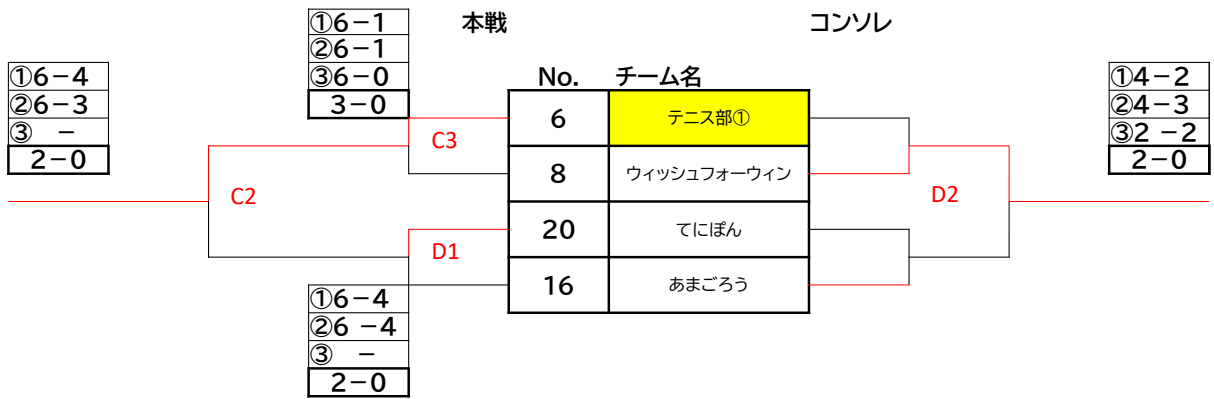 本戦
コンソレ
①6-1
②6-1
③6-0
3-0
①6-4
②6-3
③ -
2-0
No. チーム名
6 テニス部①
8 ウィッシュフォーウィン
20 てにぽん
16 あまごろう
C3
C2
D1
D2
①4-2
②4-3
③2 -2
2-0
①6-4
②6 -4
③ -
2-0